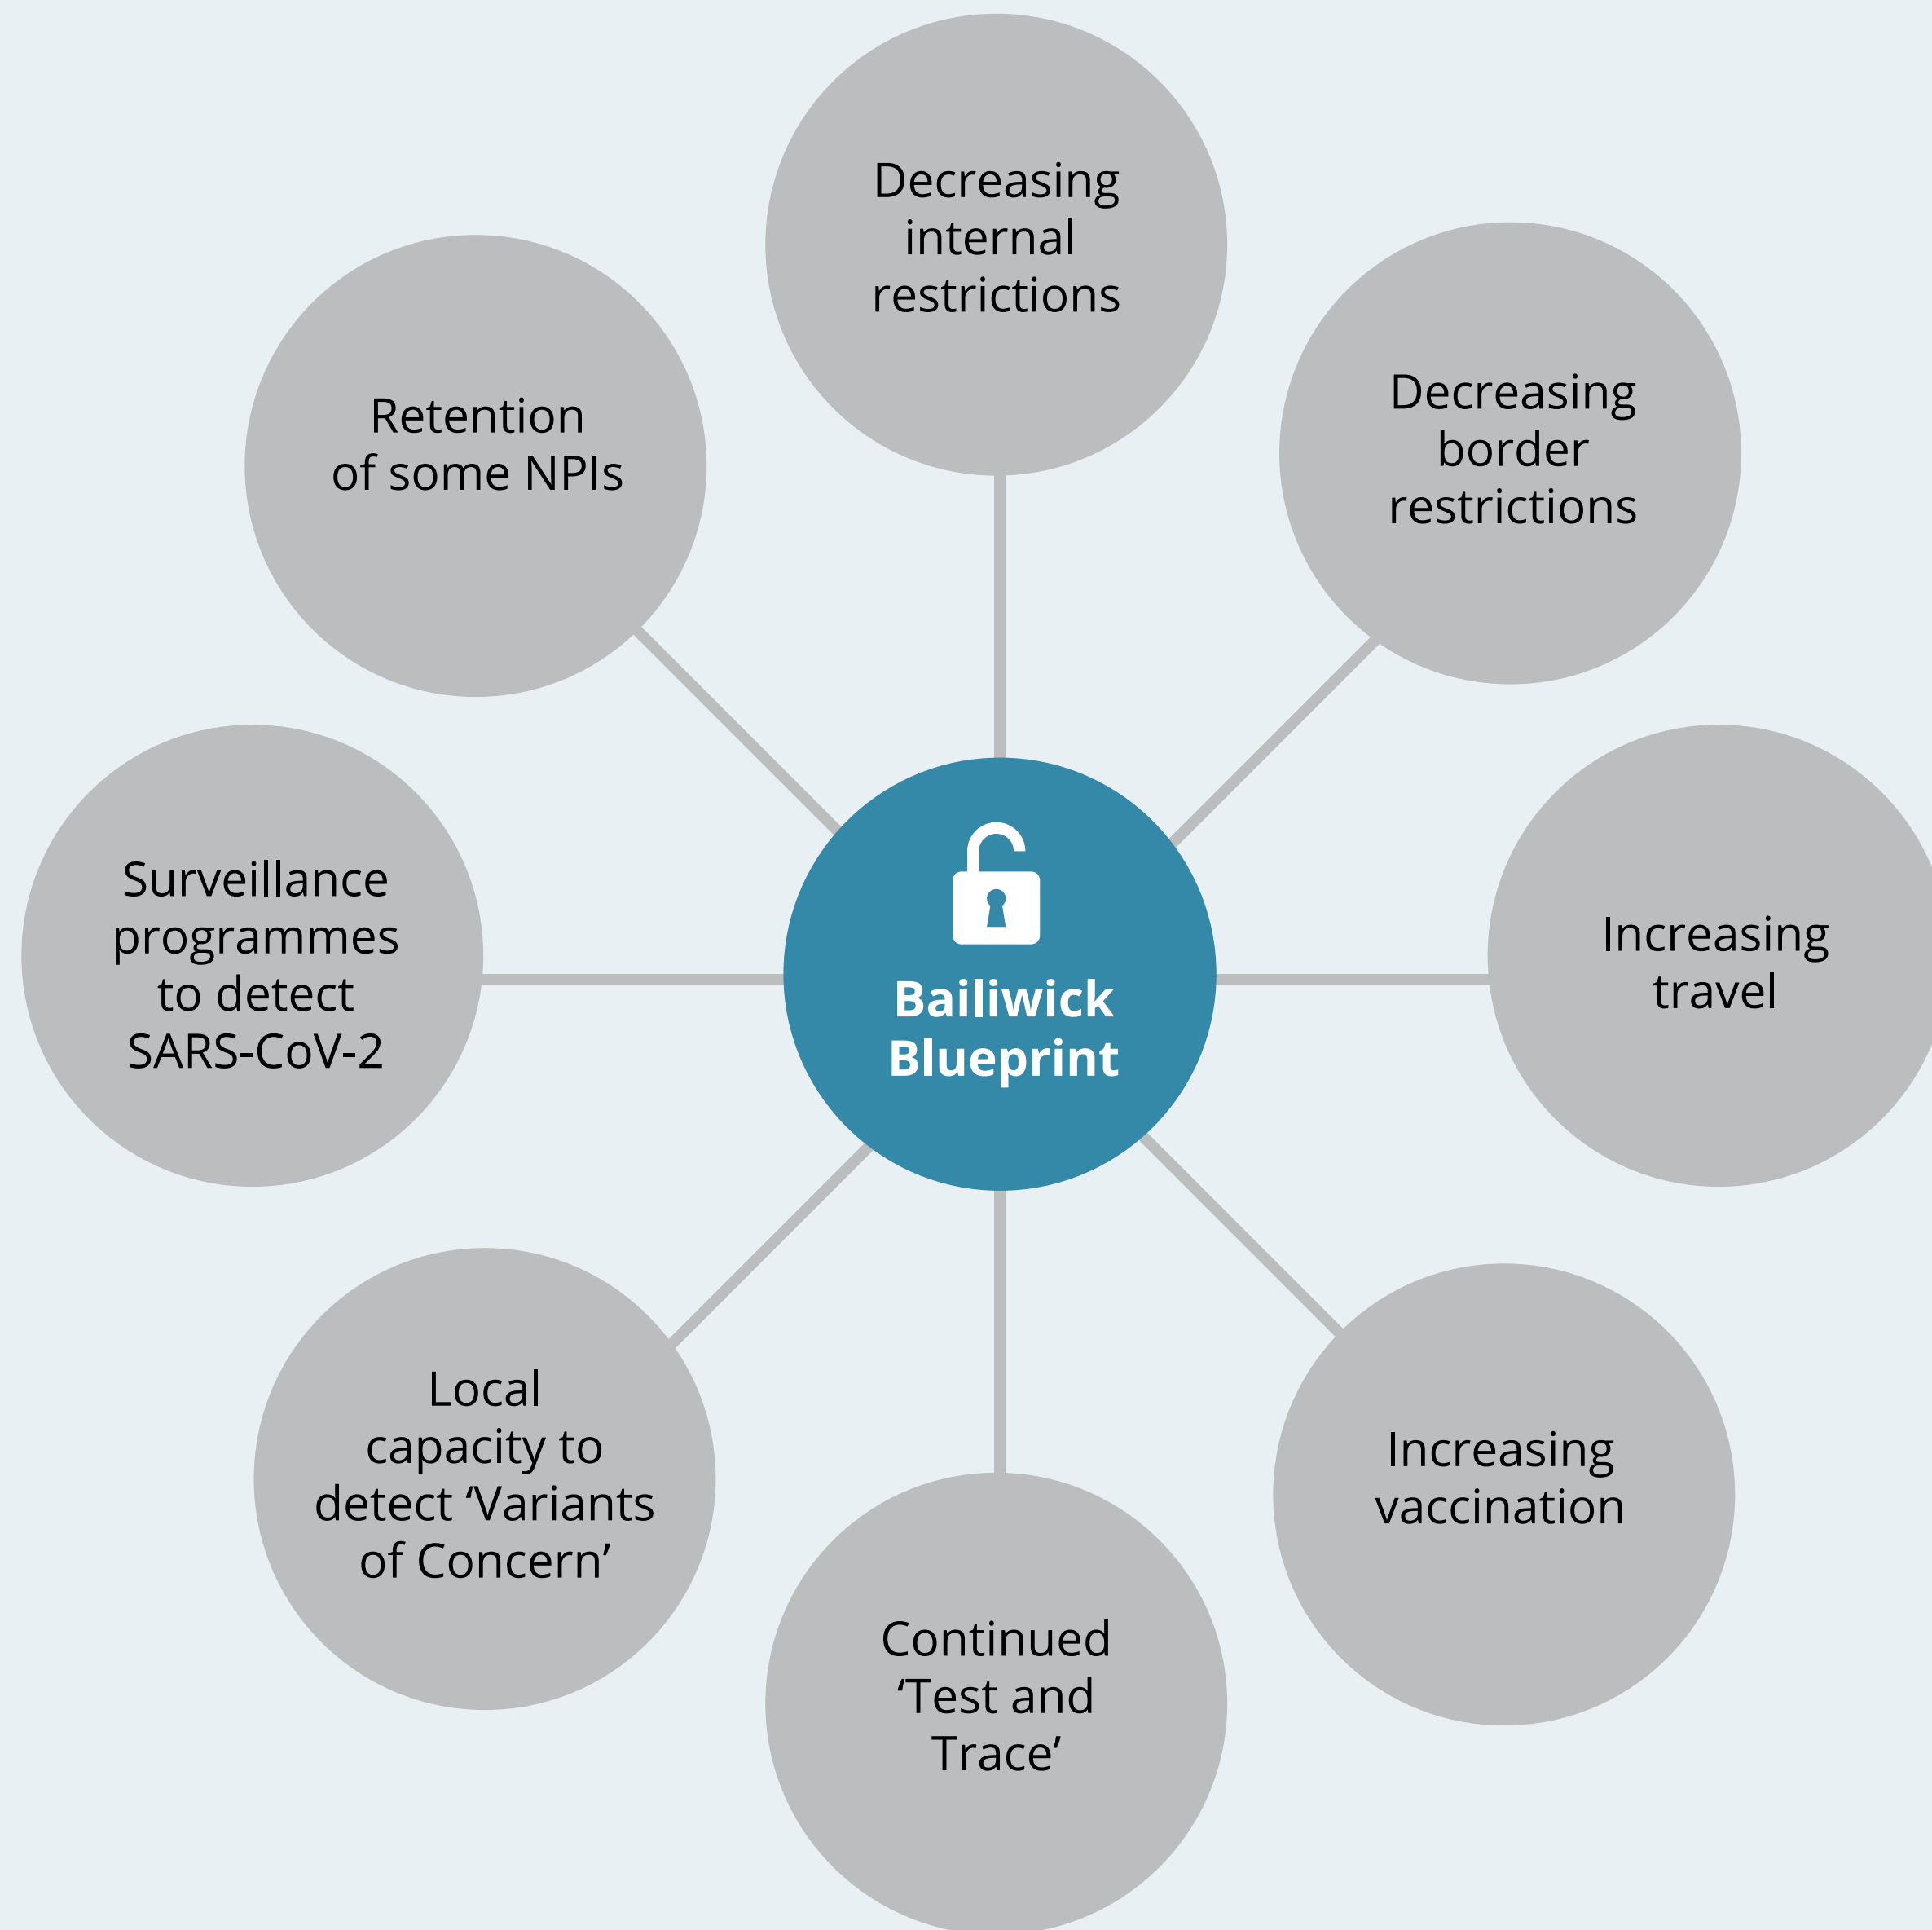 Decreasing
internal
restrictions
Decreasing
border
restrictions
Increasing
travel
Increasing
vaccination
Continued
‘Test and
Trace’
Local
capacity to
detect ‘Variants
of Concern’
Surveillance
programmes
to detect
SARS-CoV-2
Retention
of some NPIs
Bailiwick
Blueprint